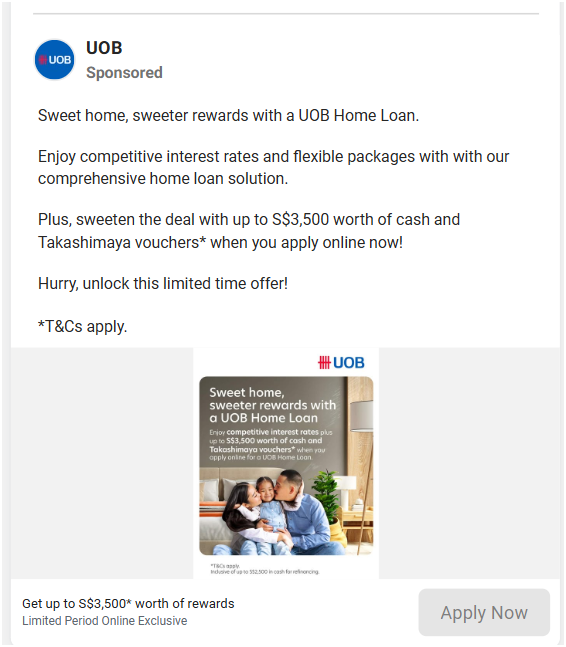 UOB
UOB
Sponsored
Sweet home, sweeter rewards with a UOB Home Loan.
Enjoy competitive interest rates and flexible packages with with our
comprehensive home loan solution.
Plus, sweeten the deal with up to S$3,500 worth of cash and
Takashimaya vouchers* when you apply online now!
Hurry, unlock this limited time offer!
*T&Cs apply.
UOB
Sweet home,
sweeter rewards with
a UOB Home Loan
Enjoy competitive interest rates plus
up to S$3,500 worth of cash and
Takashimaya vouchers* when you
apply online for a UOB Home Loan.
*T&Cs apply.
Inclusive of up to S$2,500 in cash for refinancing.
Get up to S$3,500* worth of rewards
Limited Period Online Exclusive
Apply Now